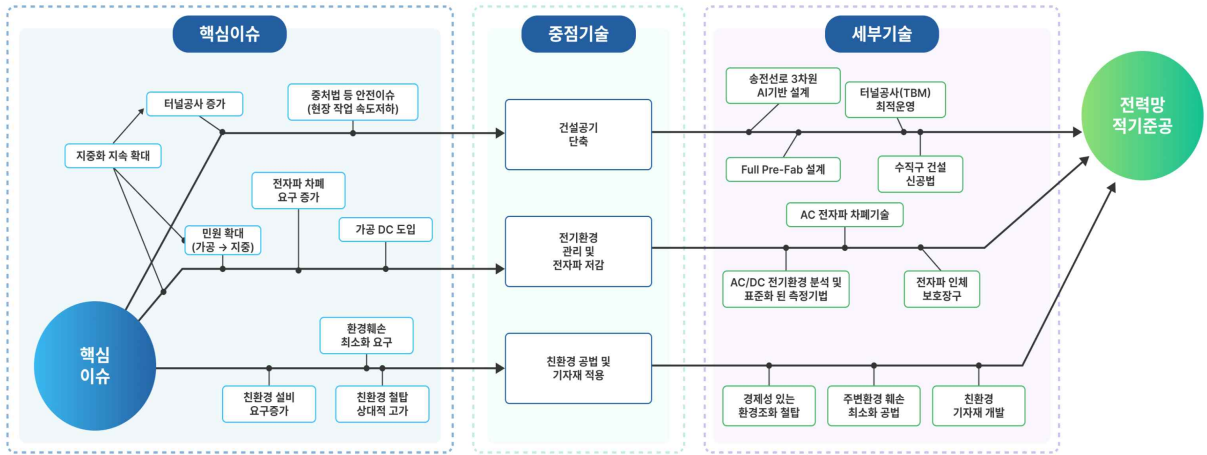 핵심이슈
중점기술
세부기술
터널공사 증가
중처법 등 안전이슈
(현장 작업 속도저하)
지중화 지속 확대
전자파 차폐
요구 증가
민원 확대
(가공 → 지중)
가공 DC 도입
핵심
이슈
환경훼손
최소화 요구
친환경 설비
요구증가
친환경 철탑
상대적 고가
건설공기
단축
전기환경
관리 및
전자파 저감
친환경 공법 및
기자재 적용
송전선로 3차원
AI기반 설계
터널공사(TBM)
최적운영
Full Pre-Fab 설계
수직구 건설
신공법
AC 전자파 차폐기술
AC/DC 전기환경 분석 및
표준화 된 측정기법
전자파 인체
보호장구
경제성 있는
환경조화 철탑
주변환경 훼손
최소화 공법
친환경
기자재 개발
전력망
적기준공